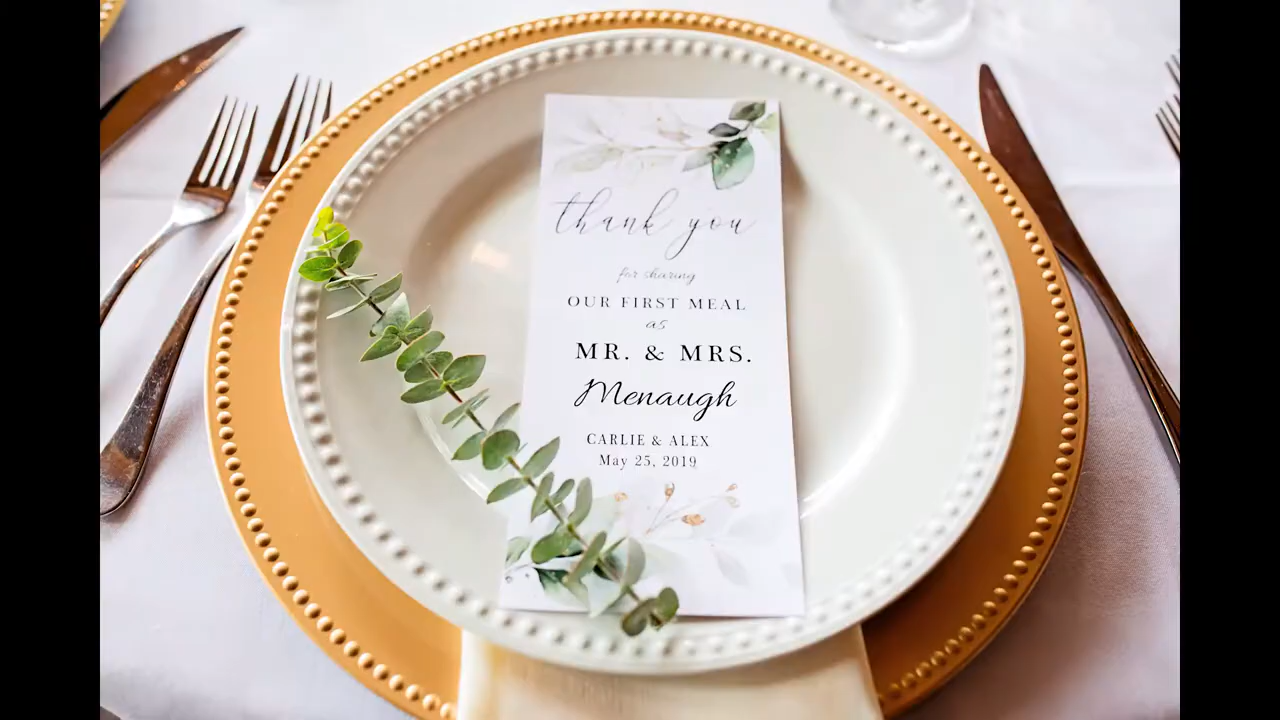 thank you
for sharing
OUR FIRST MEAL
as
MR. & MRS.
Menaugh
CARLIE & ALEX
May 25, 2019